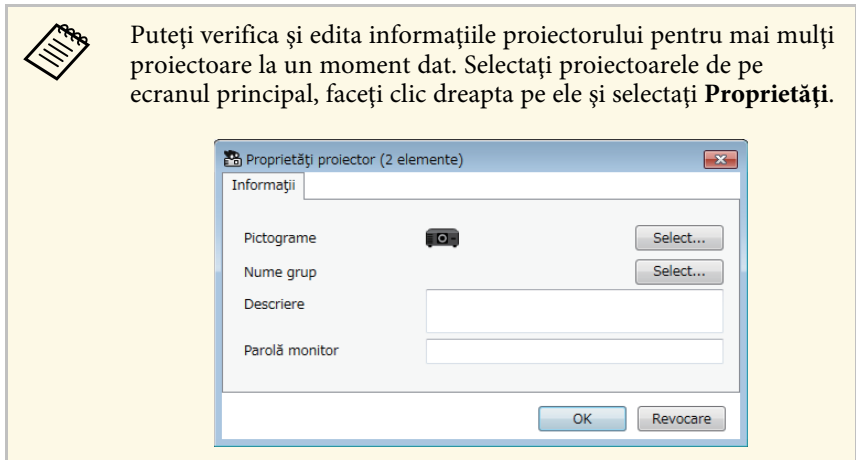 Puteţi verifica şi edita informaţiile proiectorului pentru mai mulţi
proiectoare la un moment dat. Selectaţi proiectoarele de pe
ecranul principal, faceţi clic dreapta pe ele şi selectaţi Proprietăţi.
Proprietăţi proiector (2 elemente)
Informaţii
Pictograme
Select...
Nume grup
Select...
Descriere
Parolă monitor
OK
Revocare